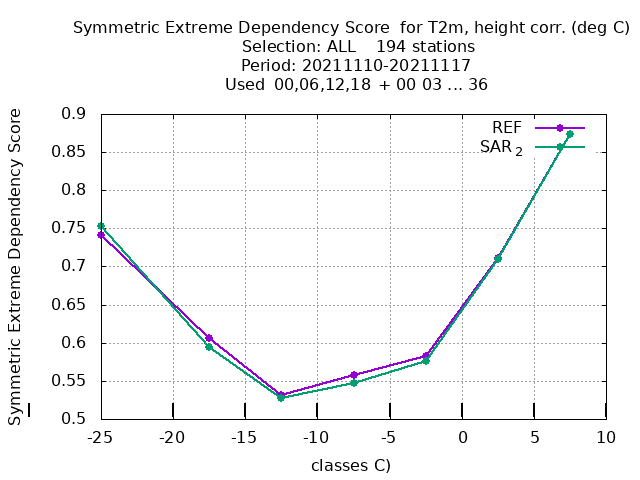 Symmetric Extreme Dependency Score  for T2m, height corr. (deg C)
Selection: ALL    194 stations
Period: 20211110-20211117
Used  00,06,12,18  + 00 03 ... 36
Symmetric Extreme Dependency Score
0.9
0.85
0.8
0.75
0.7
0.65
0.6
0.55
0.5
REF
SAR 2
-25
-20
-15
-10
-5
0
5
10
classes C)